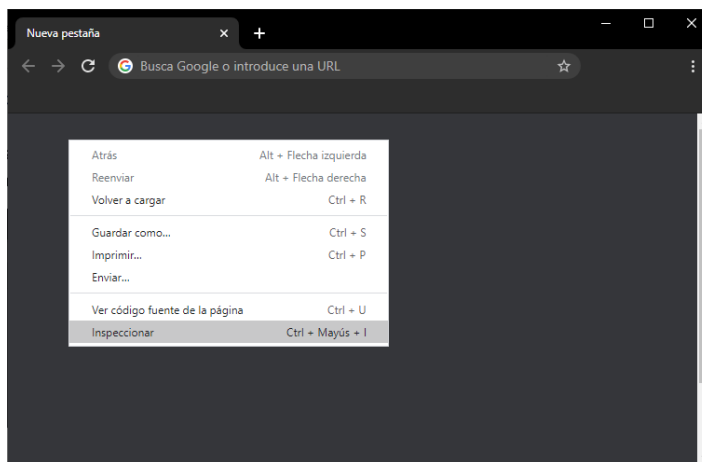 Nueva pestaña
Busca Google o introduce una URL
Atrás Alt + Flecha izquierda
Reenviar Alt + Flecha derecha
Volver a cargar Ctrl + R
Guardar como... Ctrl + S
Imprimir... Ctrl + P
Enviar...
Ver código fuente de la página Ctrl + U
Inspeccionar Ctrl + Mayús + I